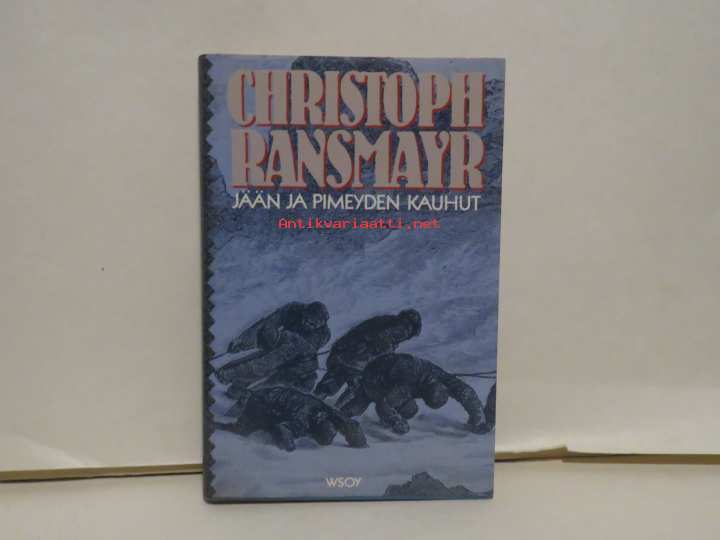 CHRISTOPH
RANSMAYR
JÄÄN JA PIMEYDEN KAUHUT
Antikvariaatti.net
WSOY